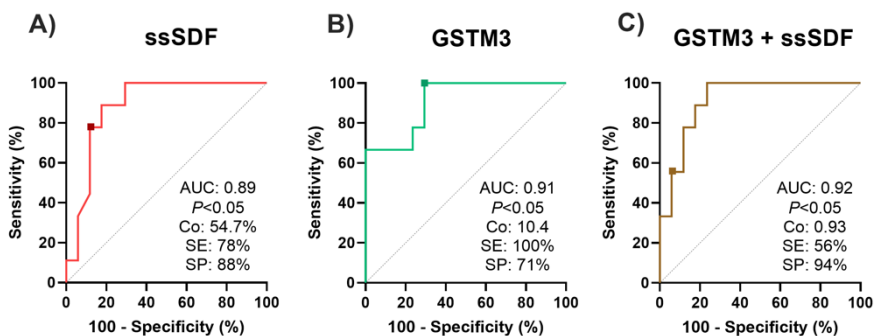 A)
ssSDF
Sensitivity (%)
100
80
60
40
20
0
AUC: 0.89
P<0.05
Co: 54.7%
SE: 78%
SP: 88%
0 20 40 60 80 100
100 - Specificity (%)
B)
GSTM3
Sensitivity (%)
100
80
60
40
20
0
AUC: 0.91
P<0.05
Co: 10.4
SE: 100%
SP: 71%
0 20 40 60 80 100
100 - Specificity (%)
C)
GSTM3 + ssSDF
Sensitivity (%)
100
80
60
40
20
0
AUC: 0.92
P<0.05
Co: 0.93
SE: 56%
SP: 94%
0 20 40 60 80 100
100 - Specificity (%)